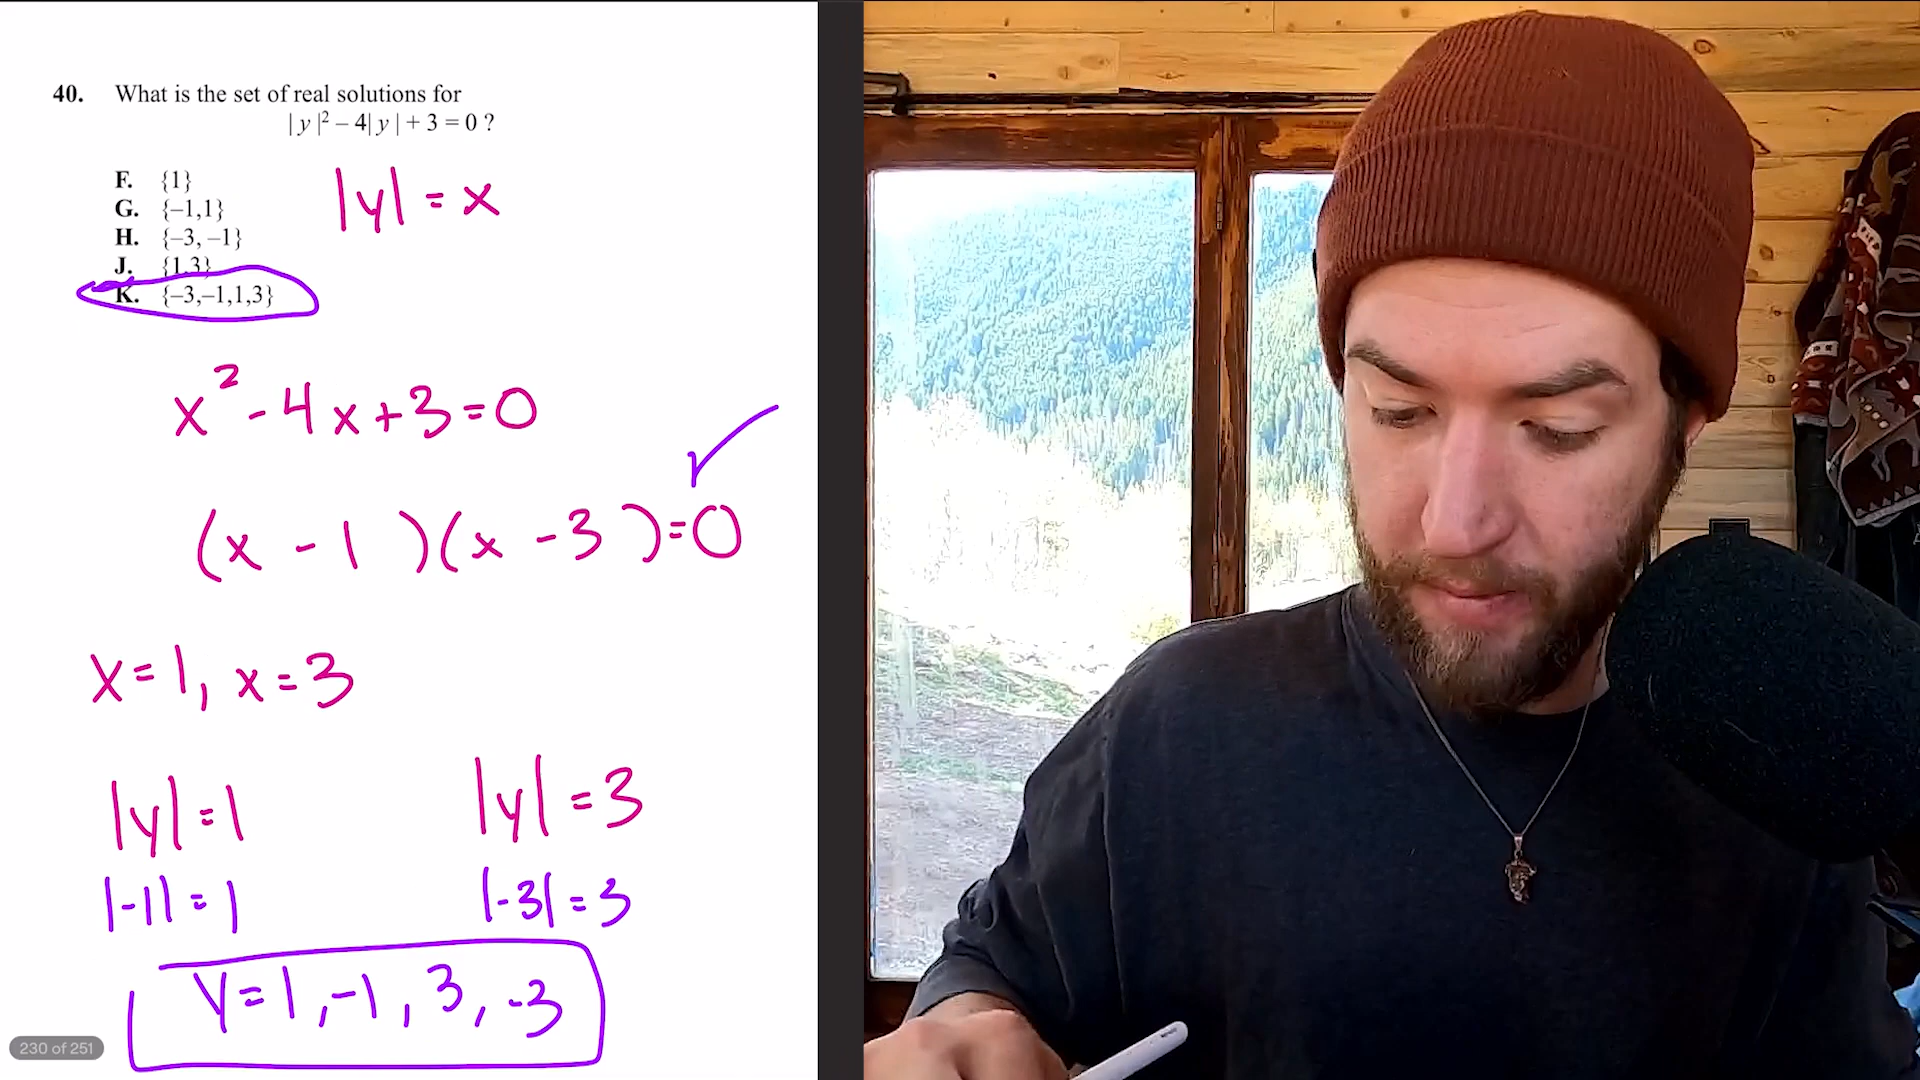 40. What is the set of real solutions for
| y |² – 4| y | + 3 = 0 ?
F. {1}
G. {–1,1}
H. {–3, –1}
J. {1,3}
K. {–3,–1,1,3}
|y| = x
x² - 4x + 3 = 0
(x - 1 )(x - 3 ) = 0
x = 1, x = 3
|y| = 1 |y| = 3
|-1| = 1 |-3| = 3
y = 1, -1, 3, -3
230 of 251